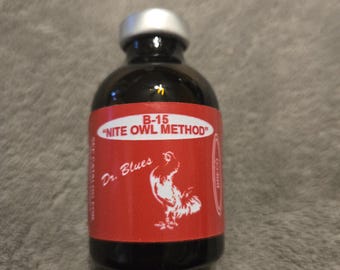 B-15
"NITE OWL METHOD"
Dr. Blues